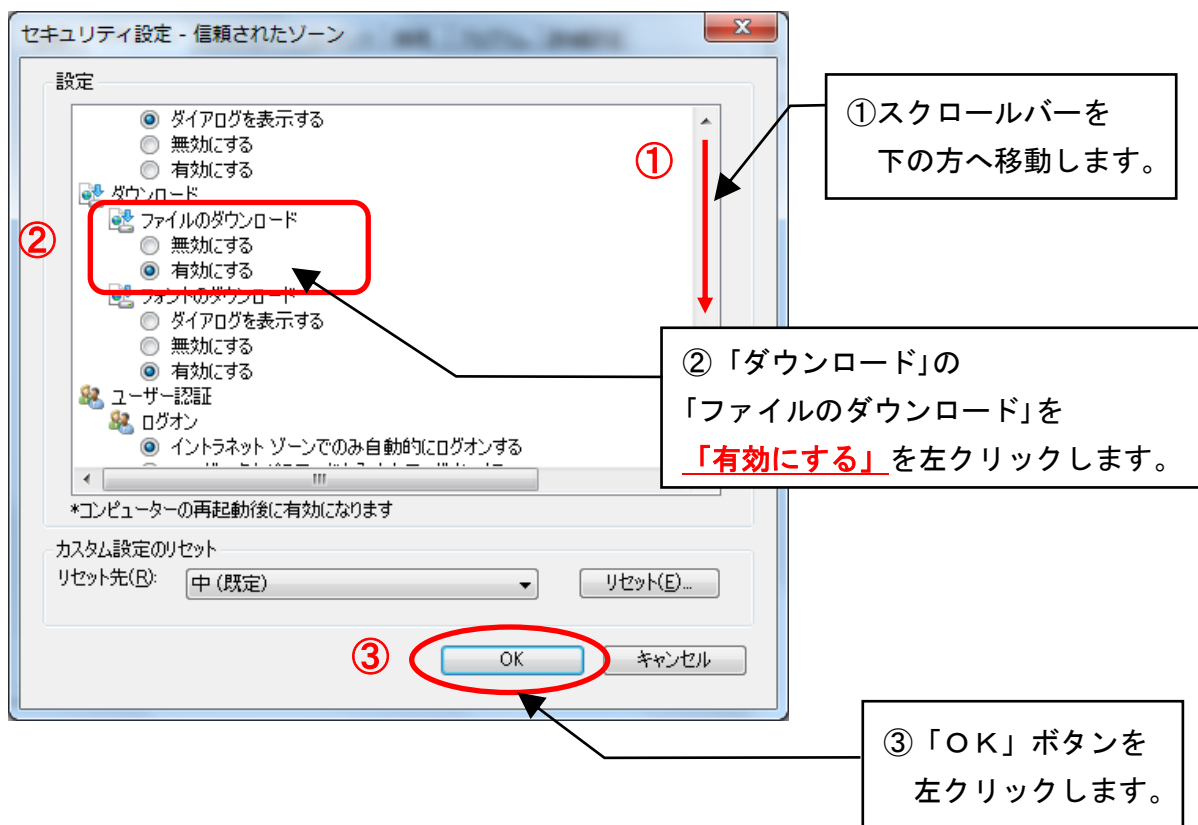 セキュリティ設定 - 信頼されたゾーン
設定
ダイアログを表示する
無効にする
有効にする
ダウンロード
ファイルのダウンロード
無効にする
有効にする
フォントのダウンロード
ダイアログを表示する
無効にする
有効にする
ユーザー認証
ログオン
イントラネット ゾーンでのみ自動的にログオンする
*コンピューターの再起動後に有効になります
カスタム設定のリセット
リセット先(R):
中 (既定)
リセット(E)...
OK
キャンセル
①
②
③
①スクロールバーを
下の方へ移動します。
②「ダウンロード」の
「ファイルのダウンロード」を
「有効にする」を左クリックします。
③「ＯＫ」ボタンを
左クリックします。